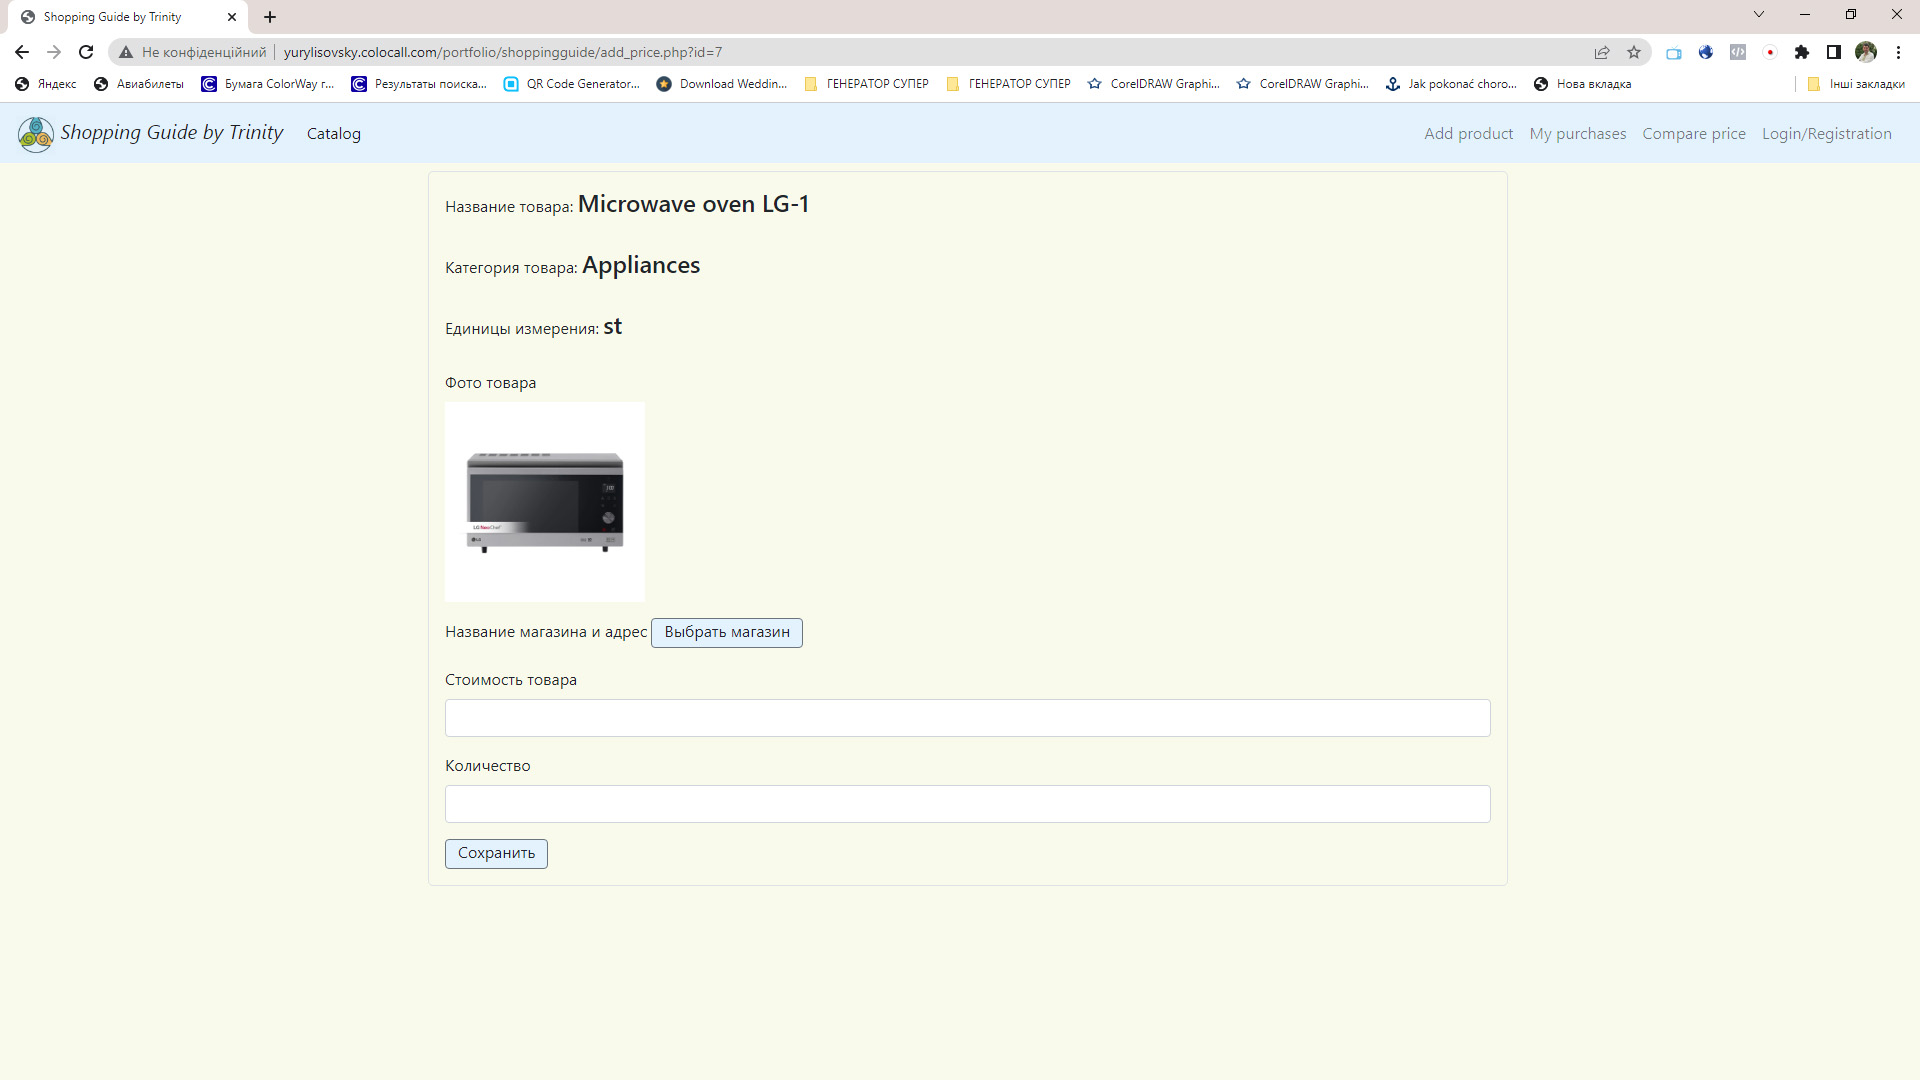 Shopping Guide by Trinity
Не конфіденційний yurylisovsky.colocall.com/portfolio/shoppingguide/add_price.php?id=7
Яндекс Авиабилеты Бумага ColorWay г... Результаты поиска... QR Code Generator... Download Weddin... ГЕНЕРАТОР СУПЕР ГЕНЕРАТОР СУПЕР CorelDRAW Graphi... CorelDRAW Graphi... Jak pokonać choro... Нова вкладка Інші закладки
Shopping Guide by Trinity Catalog Add product My purchases Compare price Login/Registration
Название товара: Microwave oven LG-1
Категория товара: Appliances
Единицы измерения: st
Фото товара
LG NeoChef
LG
Название магазина и адрес Выбрать магазин
Стоимость товара
Количество
Сохранить